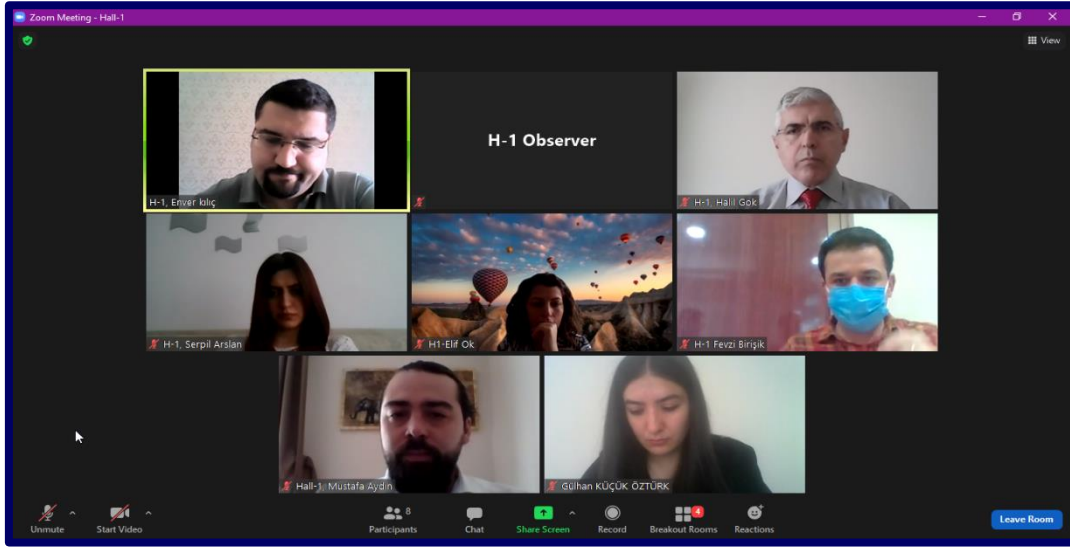 Zoom Meeting - Hall-1
View
H-1, Enver kılıç
H-1 Observer
H-1, Halil Gök
H-1, Serpil Arslan
H1-Elif Ok
H-1 Fevzi Birişik
Hall-1, Mustafa Aydın
Gülhan KÜÇÜK ÖZTÜRK
Unmute
Start Video
8
Participants
Chat
Share Screen
Record
4
Breakout Rooms
Reactions
Leave Room